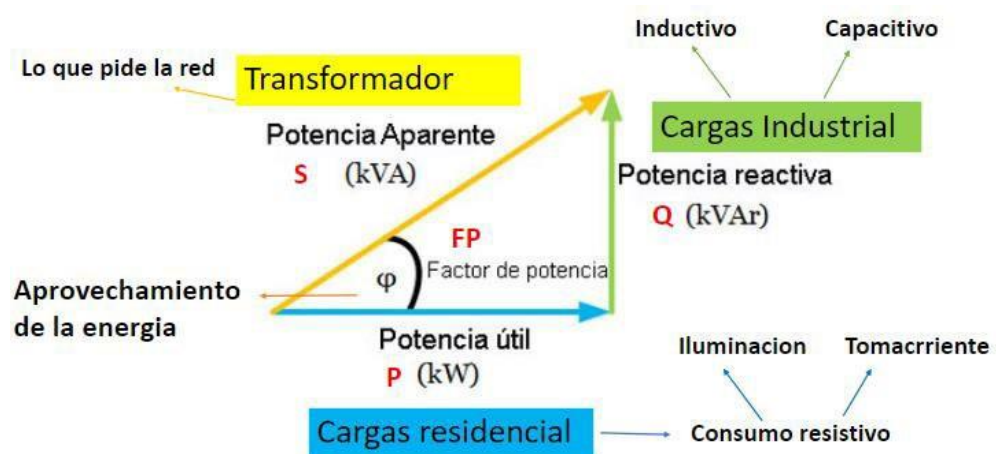 Inductivo
Capacitivo
Lo que pide la red
Transformador
Potencia Aparente
S (kVA)
Cargas Industrial
Potencia reactiva
Q (kVAr)
FP
Factor de potencia
φ
Aprovechamiento
de la energia
Potencia útil
P (kW)
Iluminacion
Tomacrriente
Cargas residencial
Consumo resistivo